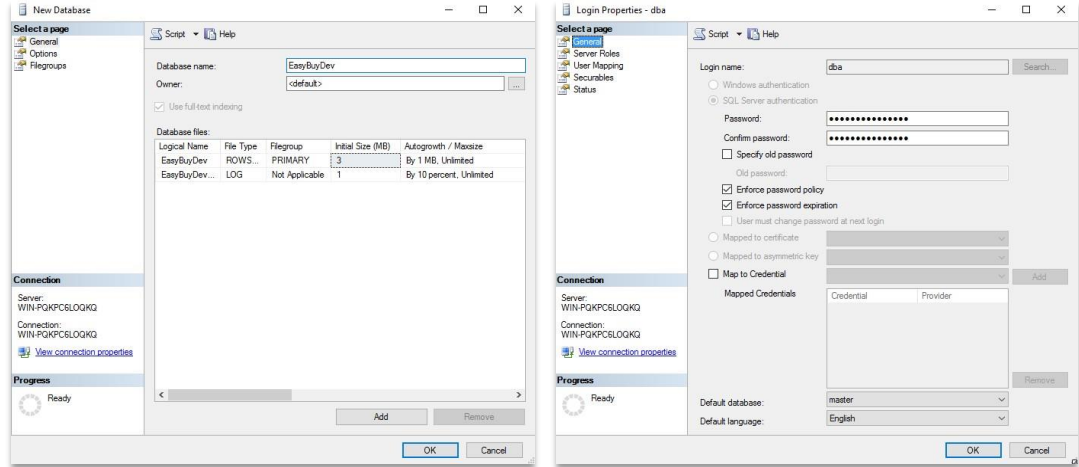 New Database
Select a page
General
Options
Filegroups
Script Help
Database name: EasyBuyDev
Owner: <default> ...
Use full-text indexing
Database files:
Logical Name File Type Filegroup Initial Size (MB) Autogrowth / Maxsize
EasyBuyDev ROWS... PRIMARY 3 By 1 MB, Unlimited
EasyBuyDev... LOG Not Applicable 1 By 10 percent, Unlimited
Connection
Server:
WIN-PQKPC6LOQKQ
Connection:
WIN-PQKPC6LOQKQ
View connection properties
Progress
Ready
Add Remove
OK Cancel
Login Properties - dba
Select a page
General
Server Roles
User Mapping
Securables
Status
Script Help
Login name: dba Search...
Windows authentication
SQL Server authentication
Password: ●●●●●●●●●●●●●●●
Confirm password: ●●●●●●●●●●●●●●●
Specify old password
Old password:
Enforce password policy
Enforce password expiration
User must change password at next login
Mapped to certificate
Mapped to asymmetric key
Map to Credential Add
Mapped Credentials Credential Provider
Connection
Server:
WIN-PQKPC6LOQKQ
Connection:
WIN-PQKPC6LOQKQ
View connection properties
Progress
Ready
Remove
Default database: master
Default language: English
OK Cancel